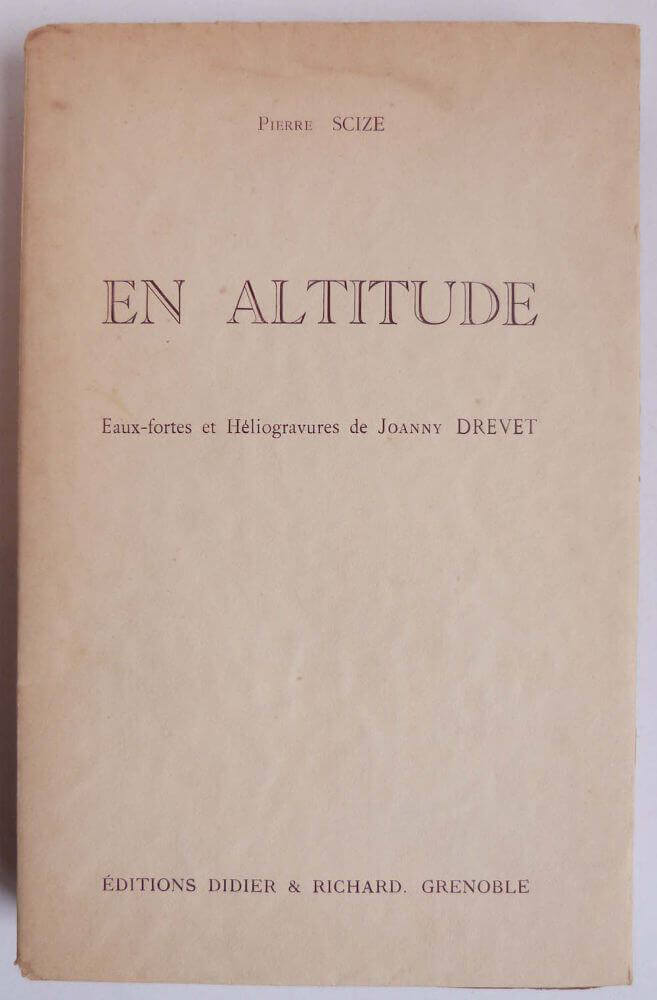 Pierre SCIZE
EN ALTITUDE
Eaux-fortes et Héliogravures de Joanny DREVET
ÉDITIONS DIDIER & RICHARD. GRENOBLE